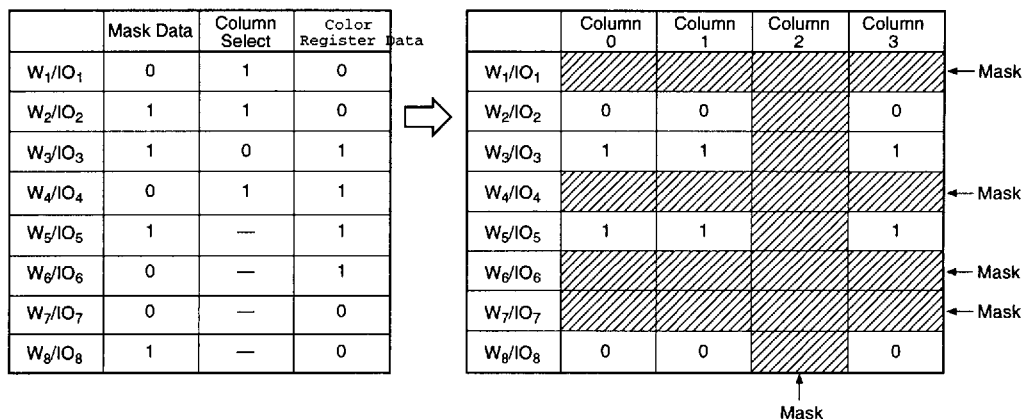 Mask Data Column Select Color Register Data
W1/IO1 0 1 0
W2/IO2 1 1 0
W3/IO3 1 0 1
W4/IO4 0 1 1
W5/IO5 1 — 1
W6/IO6 0 — 1
W7/IO7 0 — 0
W8/IO8 1 — 0
Column 0 Column 1 Column 2 Column 3
W1/IO1 Mask
W2/IO2 0 0 0
W3/IO3 1 1 1
W4/IO4 Mask
W5/IO5 1 1 1
W6/IO6 Mask
W7/IO7 Mask
W8/IO8 0 0 0
Mask